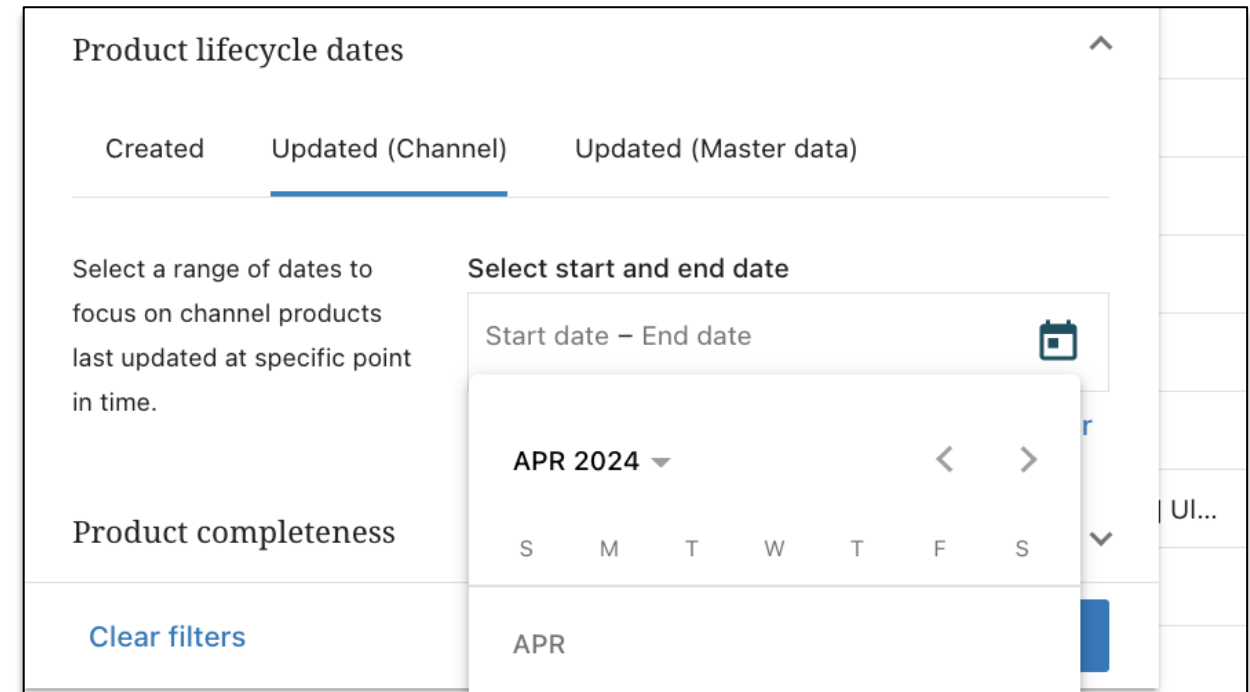 Product lifecycle dates
Created Updated (Channel) Updated (Master data)
Select a range of dates to
focus on channel products
last updated at specific point
in time.
Select start and end date
Start date – End date
r
APR 2024
S M T W T F S
APR
Product completeness
Clear filters
Ul...